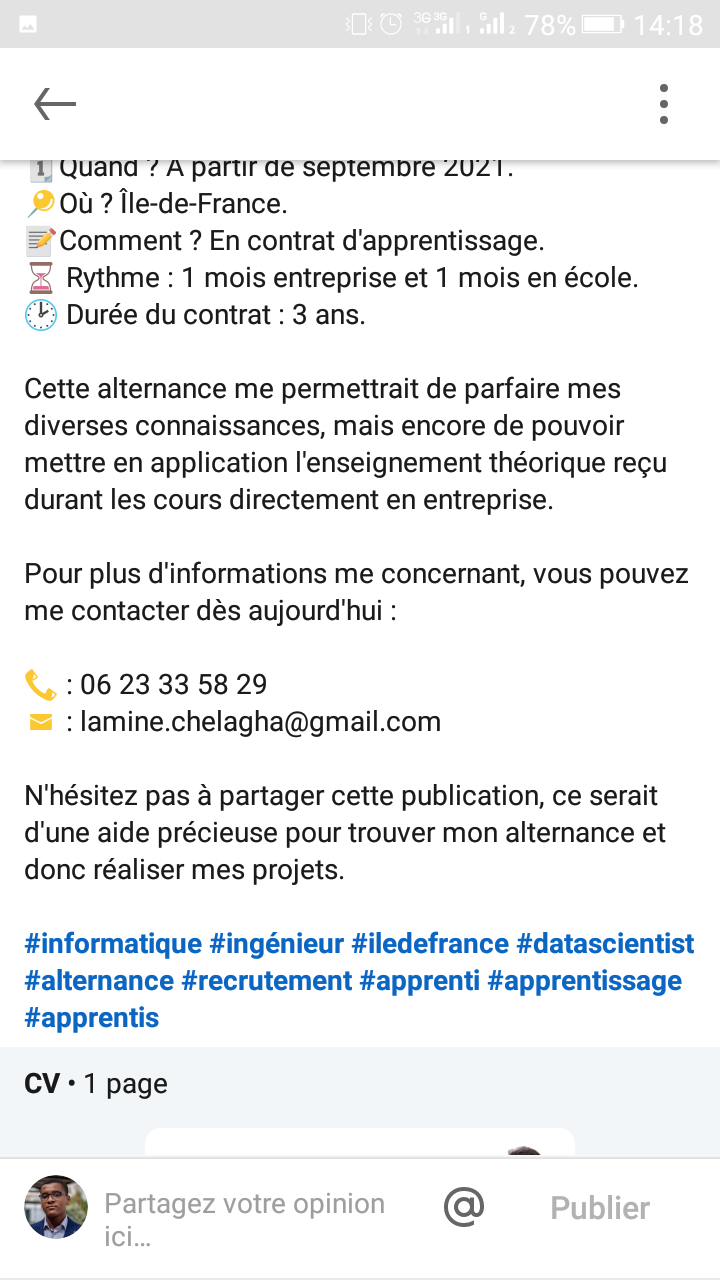 3G 3G 1 G 2 78% 14:18
1 Quand ? À partir de septembre 2021.
Où ? Île-de-France.
Comment ? En contrat d'apprentissage.
Rythme : 1 mois entreprise et 1 mois en école.
Durée du contrat : 3 ans.
Cette alternance me permettrait de parfaire mes
diverses connaissances, mais encore de pouvoir
mettre en application l'enseignement théorique reçu
durant les cours directement en entreprise.
Pour plus d'informations me concernant, vous pouvez
me contacter dès aujourd'hui :
: 06 23 33 58 29
: lamine.chelagha@gmail.com
N'hésitez pas à partager cette publication, ce serait
d'une aide précieuse pour trouver mon alternance et
donc réaliser mes projets.
#informatique #ingénieur #iledefrance #datascientist
#alternance #recrutement #apprenti #apprentissage
#apprentis
CV • 1 page
Partagez votre opinion
ici...
@ Publier